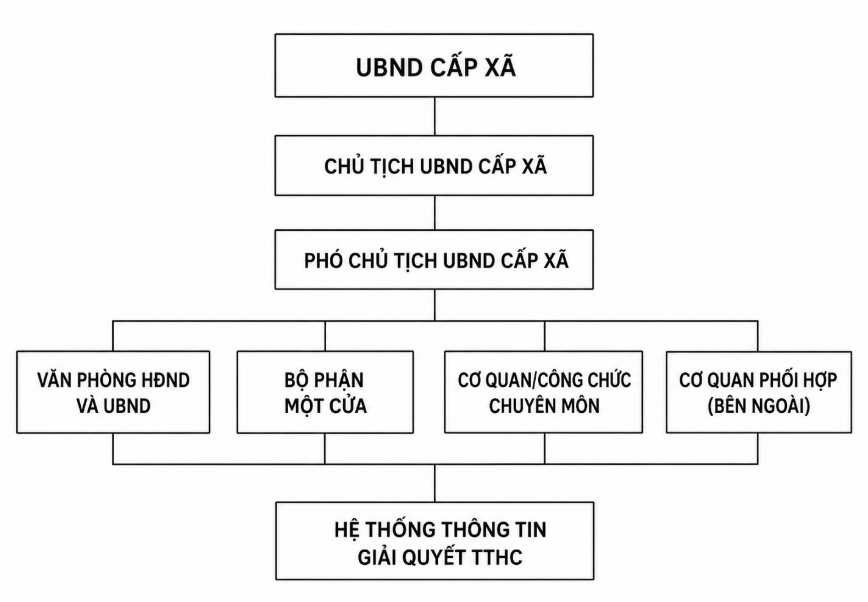 UBND CẤP XÃ
CHỦ TỊCH UBND CẤP XÃ
PHÓ CHỦ TỊCH UBND CẤP XÃ
VĂN PHÒNG HĐND
VÀ UBND
BỘ PHẬN
MỘT CỬA
CƠ QUAN/CÔNG CHỨC
CHUYÊN MÔN
CƠ QUAN PHỐI HỢP
(BÊN NGOÀI)
HỆ THỐNG THÔNG TIN
GIẢI QUYẾT TTHC